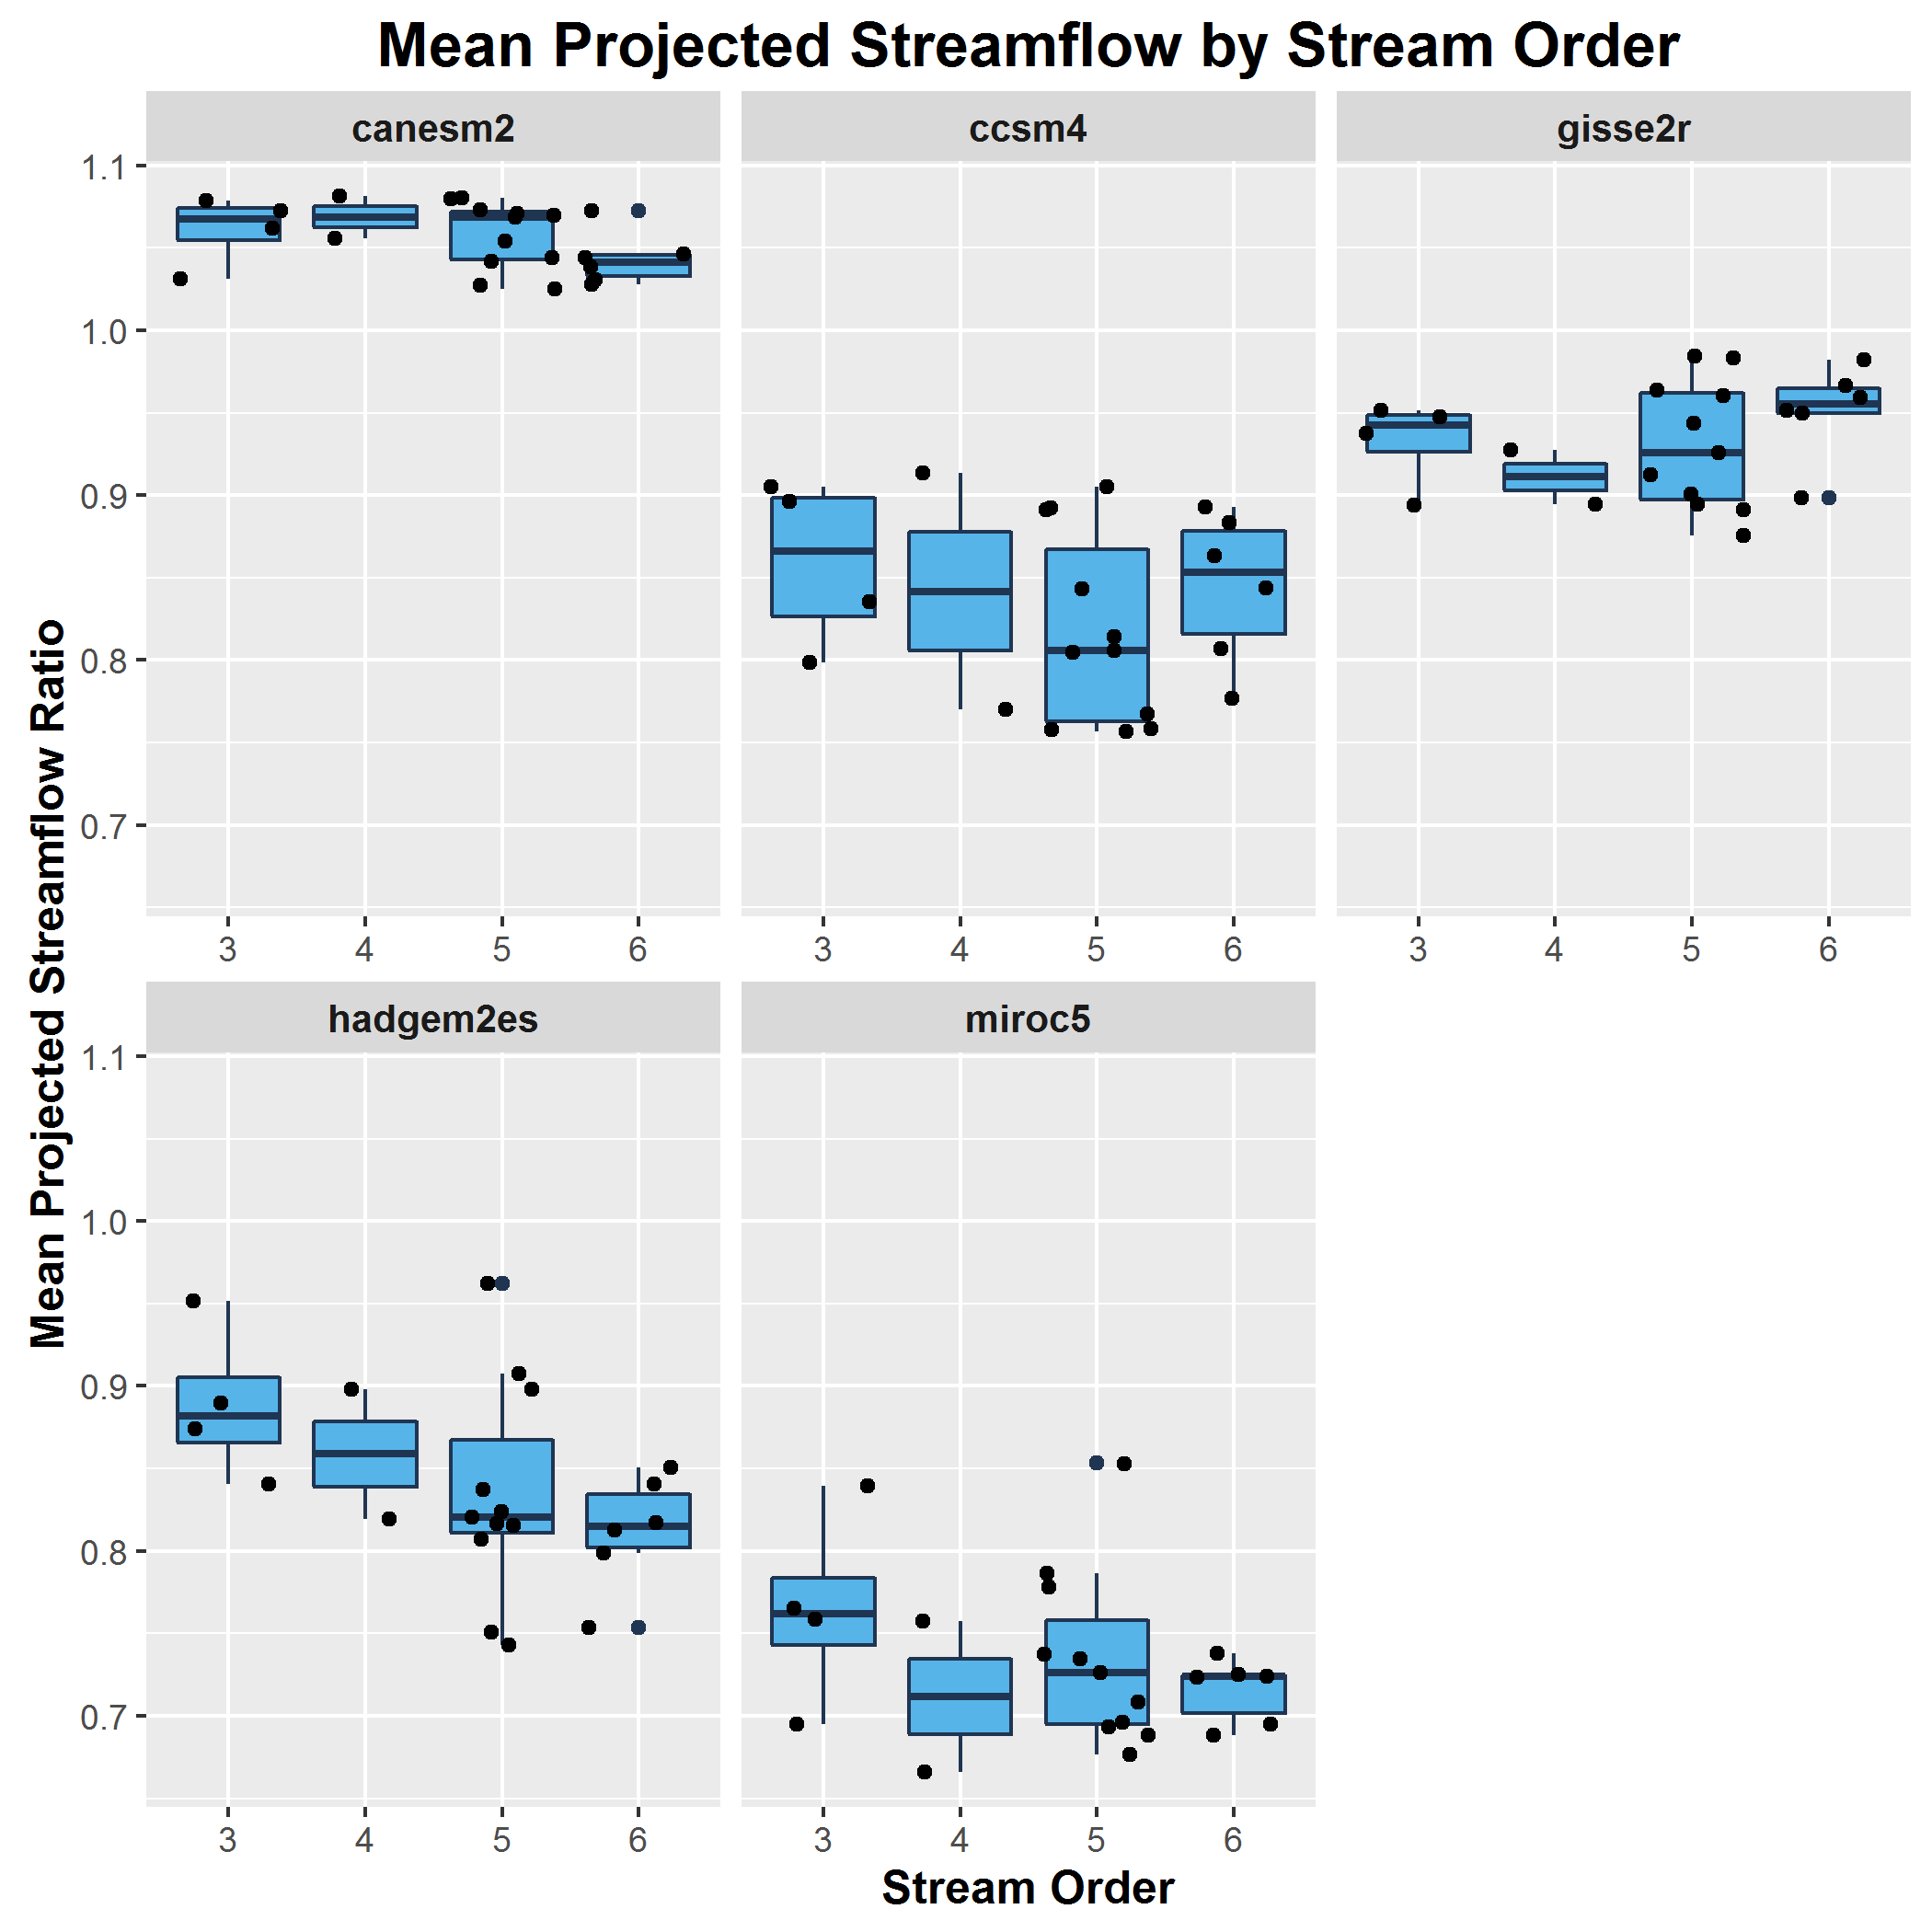 Mean Projected Streamflow by Stream Order
canesm2
ccsm4
gisse2r
1.1
1.0
0.9
0.8
0.7
3 4 5 6
3 4 5 6
3 4 5 6
Mean Projected Streamflow Ratio
hadgem2es
miroc5
1.1
1.0
0.9
0.8
0.7
3 4 5 6
3 4 5 6
Stream Order